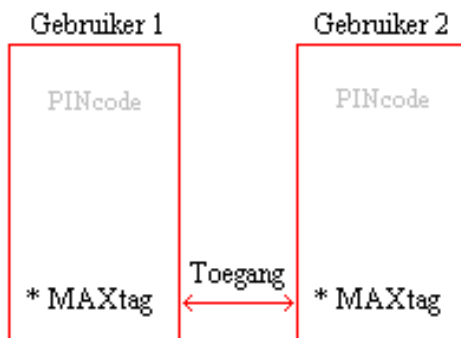 Gebruiker 1 Gebruiker 2
PINcode PINcode
Toegang
* MAXtag * MAXtag